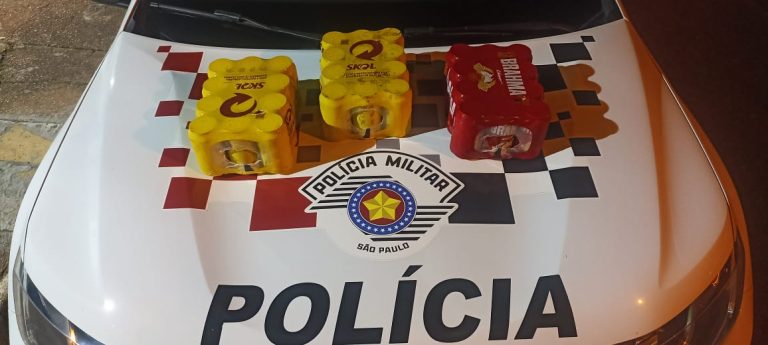 SKOL
SKOL
BRAHMA
POLÍCIA MILITAR
SÃO PAULO
POLÍCIA